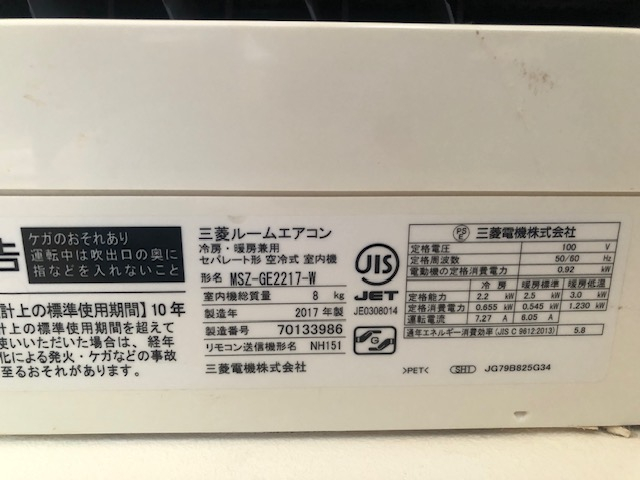 告
ケガのおそれあり
運転中は吹出口の奥に
指などを入れないこと
計上の標準使用期間】10年
計上の標準使用期間を超えて
使いいただいた場合は、経年
化による発火・ケガなどの事故
至るおそれがあります。
三菱ルームエアコン
冷房・暖房兼用
セパレート形 空冷式 室内機
形名 MSZ-GE2217-W
室内機総質量 8 kg
製造年 2017年製
製造番号 70133986
リモコン送信機形名 NH151
三菱電機株式会社
JIS
JET
JE0308014
PS
E
三菱電機株式会社
定格電圧 100 V
定格周波数 50/60 Hz
電動機の定格消費電力 0.92 kW
冷房 暖房標準 暖房低温
定格能力 2.2 kW 2.5 kW 3.0 kW
定格消費電力 0.655 kW 0.545 kW 1.230 kW
運転電流 7.27 A 6.05 A
通年エネルギー消費効率(JIS C 9612:2013) 5.8
>PET< SHI JG79B825G34